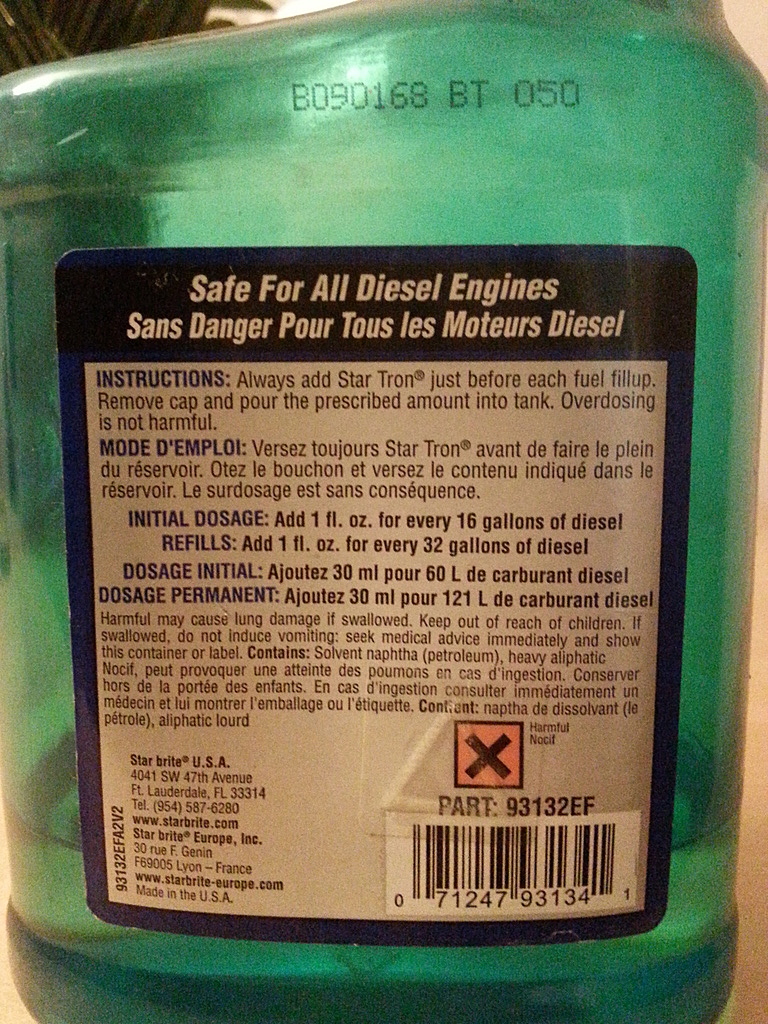 B090168 BT 050
Safe For All Diesel Engines
Sans Danger Pour Tous les Moteurs Diesel
INSTRUCTIONS: Always add Star Tron® just before each fuel fillup.
Remove cap and pour the prescribed amount into tank. Overdosing
is not harmful.
MODE D'EMPLOI: Versez toujours Star Tron® avant de faire le plein
du réservoir. Otez le bouchon et versez le contenu indiqué dans le
réservoir. Le surdosage est sans conséquence.
INITIAL DOSAGE: Add 1 fl. oz. for every 16 gallons of diesel
REFILLS: Add 1 fl. oz. for every 32 gallons of diesel
DOSAGE INITIAL: Ajoutez 30 ml pour 60 L de carburant diesel
DOSAGE PERMANENT: Ajoutez 30 ml pour 121 L de carburant diesel
Harmful may cause lung damage if swallowed. Keep out of reach of children. If
swallowed, do not induce vomiting: seek medical advice immediately and show
this container or label. Contains: Solvent naphtha (petroleum), heavy aliphatic
Nocif, peut provoquer une atteinte des poumons en cas d'ingestion. Conserver
hors de la portée des enfants. En cas d'ingestion consulter immédiatement un
médecin et lui montrer l'emballage ou l'étiquette. Contient: naptha de dissolvant (le
pétrole), aliphatic lourd
Harmful
Nocif
PART: 93132EF
Star brite® U.S.A.
4041 SW 47th Avenue
Ft. Lauderdale, FL 33314
Tel. (954) 587-6280
www.starbrite.com
Star brite® Europe, Inc.
30 rue F. Genin
F69005 Lyon – France
www.starbrite-europe.com
Made in the U.S.A.
93132EFA2V2
0 71247 93134 1